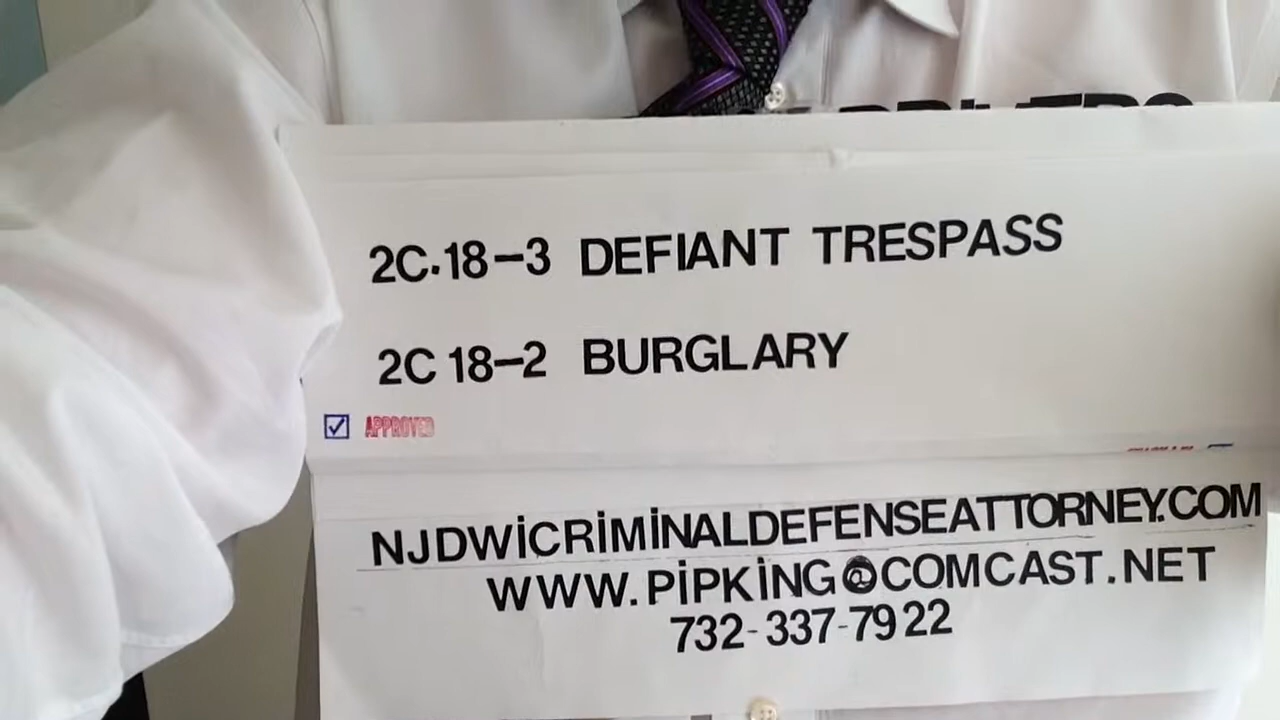 2C.18-3 DEFIANT TRESPASS
2C 18-2 BURGLARY
APPROVED
NJDWiCRiMiNALDEFENSEATTORNEY.COM
WWW.PiPKiNG@COMCAST.NET
732-337-7922